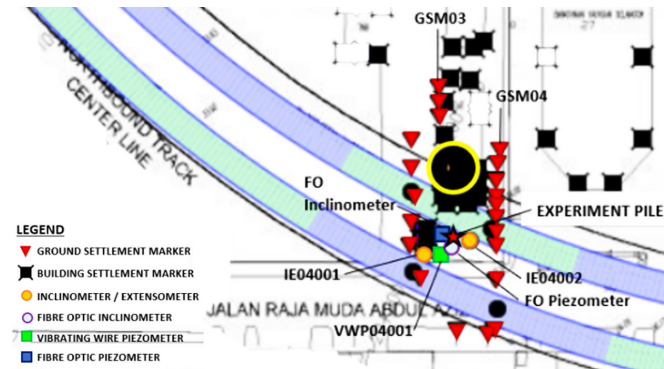 GSM03
GSM04
NORTHBOUND TRACK
CENTER LINE
FO
Inclinometer
EXPERIMENT PILE
LEGEND
GROUND SETTLEMENT MARKER
BUILDING SETTLEMENT MARKER
INCLINOMETER / EXTENSOMETER
FIBRE OPTIC INCLINOMETER
VIBRATING WIRE PIEZOMETER
FIBRE OPTIC PIEZOMETER
IE04001
IE04002
FO Piezometer
JALAN RAJA MUDA ABDUL
VWP04001